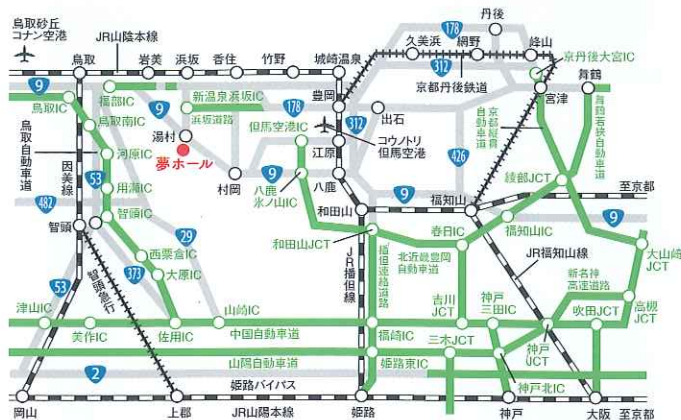 鳥取砂丘
コナン空港
鳥取
JR山陰本線
岩美
浜坂
香住
竹野
城崎温泉
178
丹後
久美浜
網野
峰山
312
京都丹後鉄道
京丹後大宮IC
宮津
舞鶴
9
鳥取IC
福部IC
9
新温泉浜坂IC
浜坂道路
178
豊岡
但馬空港IC
312
出石
コウノトリ
但馬空港
京都縦貫
自動車道
舞鶴若狭自動車道
鳥取南IC
湯村
夢ホール
江原
426
鳥取自動車道
因美線
河原IC
53
用瀬IC
村岡
9
八鹿
氷ノ山IC
八鹿
和田山
9
福知山
綾部JCT
至京都
482
智頭
智頭IC
29
和田山JCT
春日IC
福知山IC
9
北近畿豊岡
自動車道
JR福知山線
大山崎
JCT
西粟倉IC
373
大原IC
智頭急行
53
JR播但線
播但連絡道路
新名神
高速道路
津山IC
美作IC
佐用IC
山崎IC
中国自動車道
福崎IC
吉川
JCT
神戸
三田IC
吹田JCT
高槻
JCT
山陽自動車道
姫路東IC
三木JCT
神戸
JCT
2
姫路バイパス
神戸北IC
岡山
上郡
JR山陽本線
姫路
神戸
大阪
至京都